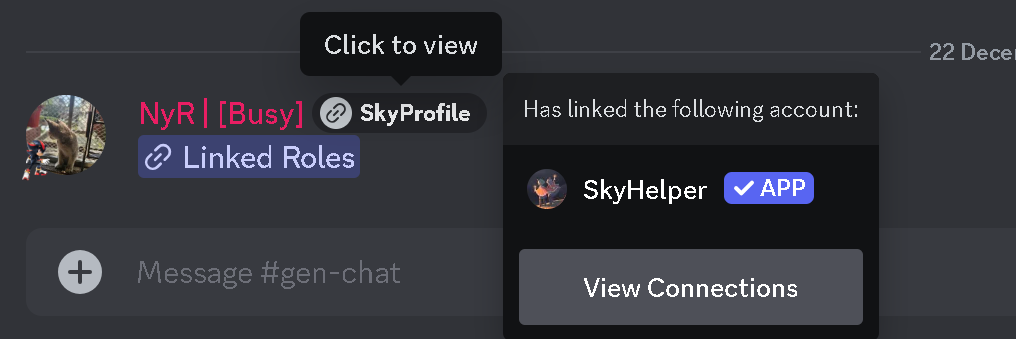 Click to view
22 Decem
NyR | [Busy] SkyProfile
Linked Roles
Has linked the following account:
SkyHelper APP
View Connections
Message #gen-chat